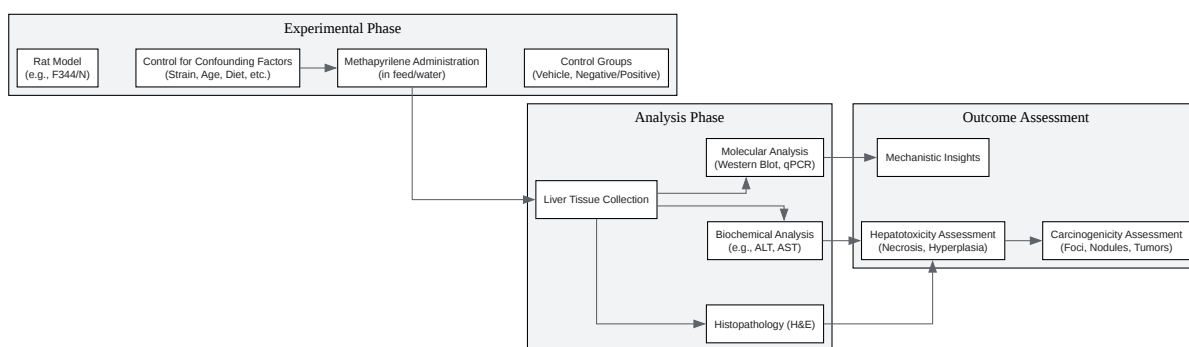 Experimental Phase
Rat Model
(e.g., F344/N)
Control for Confounding Factors
(Strain, Age, Diet, etc.)
Methapyrilene Administration
(in feed/water)
Control Groups
(Vehicle, Negative/Positive)
Analysis Phase
Outcome Assessment
Molecular Analysis
(Western Blot, qPCR)
Mechanistic Insights
Liver Tissue Collection
Biochemical Analysis
(e.g., ALT, AST)
Hepatotoxicity Assessment
(Necrosis, Hyperplasia)
Carcinogenicity Assessment
(Foci, Nodules, Tumors)
Histopathology (H&E)